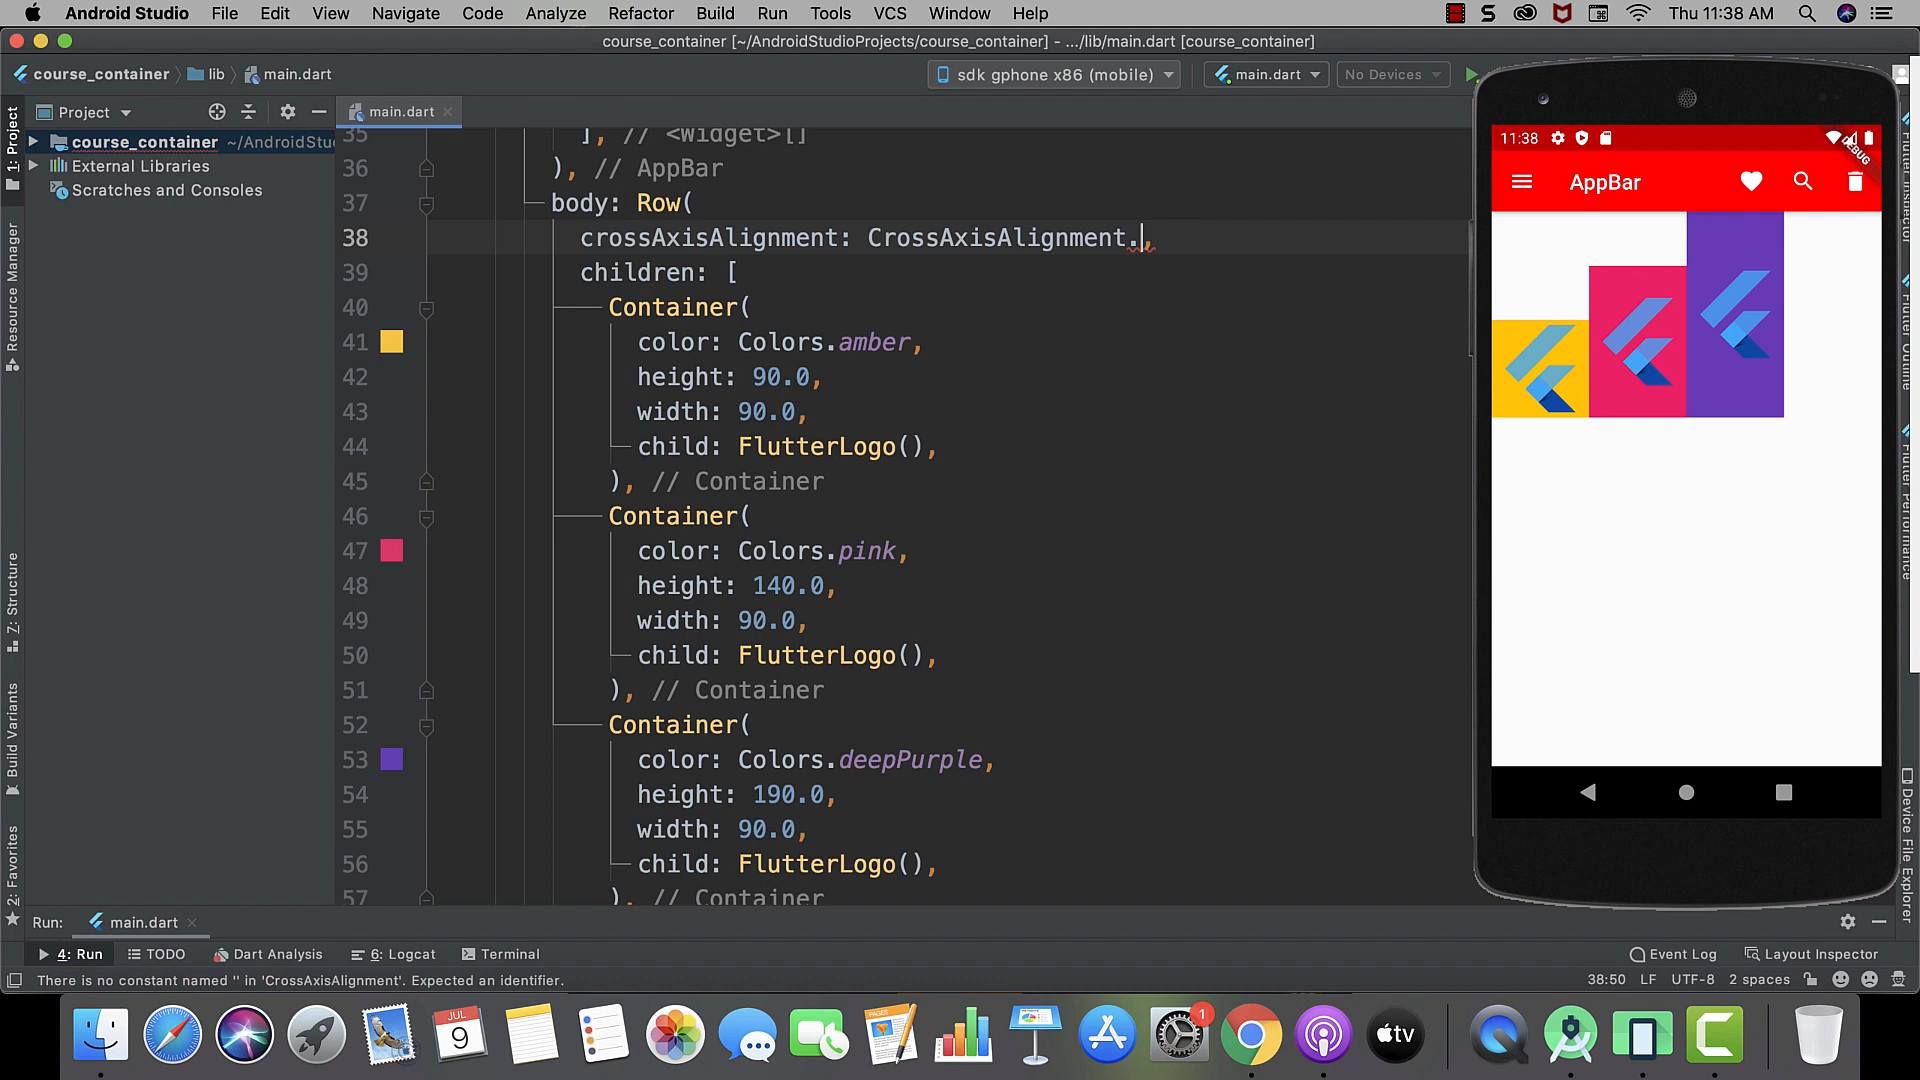 Android Studio File Edit View Navigate Code Analyze Refactor Build Run Tools VCS Window Help Thu 11:38 AM
course_container [~/AndroidStudioProjects/course_container] - .../lib/main.dart [course_container]
course_container lib main.dart sdk gphone x86 (mobile) main.dart No Devices
Project main.dart
course_container ~/AndroidStu
External Libraries
Scratches and Consoles
1: Project
Resource Manager
7: Structure
Build Variants
2: Favorites
35 ], // <Widget>[]
36 ), // AppBar
37 body: Row(
38 crossAxisAlignment: CrossAxisAlignment.,
39 children: [
40 Container(
41 color: Colors.amber,
42 height: 90.0,
43 width: 90.0,
44 child: FlutterLogo(),
45 ), // Container
46 Container(
47 color: Colors.pink,
48 height: 140.0,
49 width: 90.0,
50 child: FlutterLogo(),
51 ), // Container
52 Container(
53 color: Colors.deepPurple,
54 height: 190.0,
55 width: 90.0,
56 child: FlutterLogo(),
57 ), // Container
11:38
DEBUG
AppBar
Flutter Outline
Flutter Performance
Device File Explorer
Run: main.dart
4: Run TODO Dart Analysis 6: Logcat Terminal Event Log Layout Inspector
There is no constant named '' in 'CrossAxisAlignment'. Expected an identifier. 38:50 LF UTF-8 2 spaces
JUL
9
PAGES
1
tv